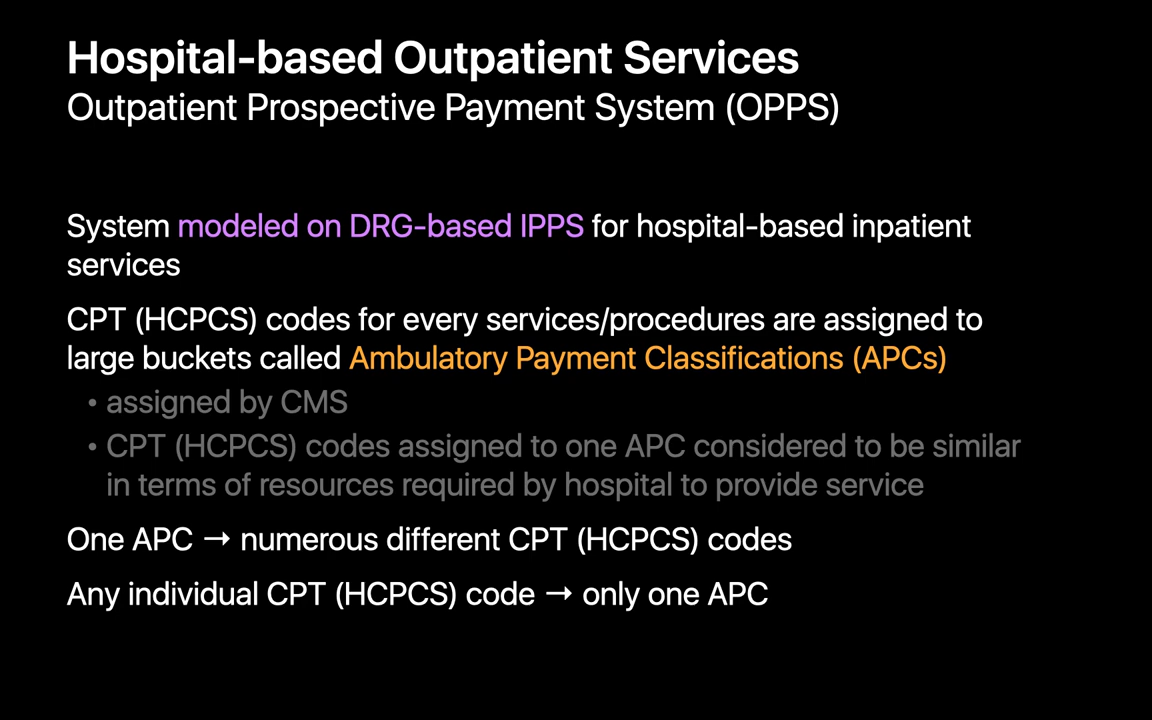 Hospital-based Outpatient Services
Outpatient Prospective Payment System (OPPS)
System modeled on DRG-based IPPS for hospital-based inpatient
services
CPT (HCPCS) codes for every services/procedures are assigned to
large buckets called Ambulatory Payment Classifications (APCs)
• assigned by CMS
• CPT (HCPCS) codes assigned to one APC considered to be similar
in terms of resources required by hospital to provide service
One APC → numerous different CPT (HCPCS) codes
Any individual CPT (HCPCS) code → only one APC